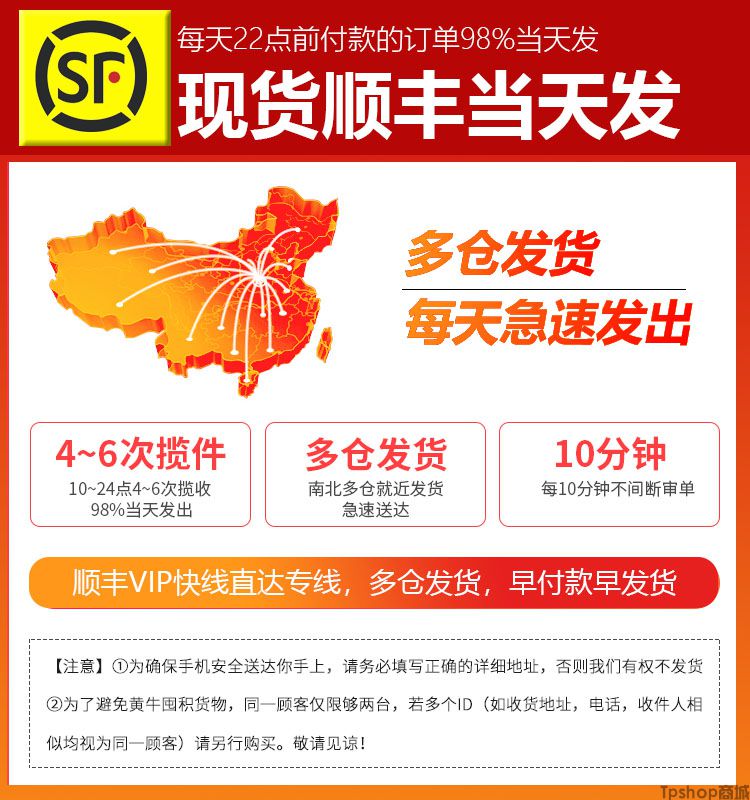 SF
每天22点前付款的订单98%当天发
现货顺丰当天发
多仓发货
每天急速发出
4~6次揽件
10~24点4~6次揽收
98%当天发出
多仓发货
南北多仓就近发货
急速送达
10分钟
每10分钟不间断审单
顺丰VIP快线直达专线，多仓发货，早付款早发货
【注意】①为确保手机安全送达你手上，请务必填写正确的详细地址，否则我们有权不发货
②为了避免黄牛囤积货物，同一顾客仅限够两台，若多个ID（如收货地址，电话，收件人相
似均视为同一顾客）请另行购买。敬请见谅！
Tpshop商城